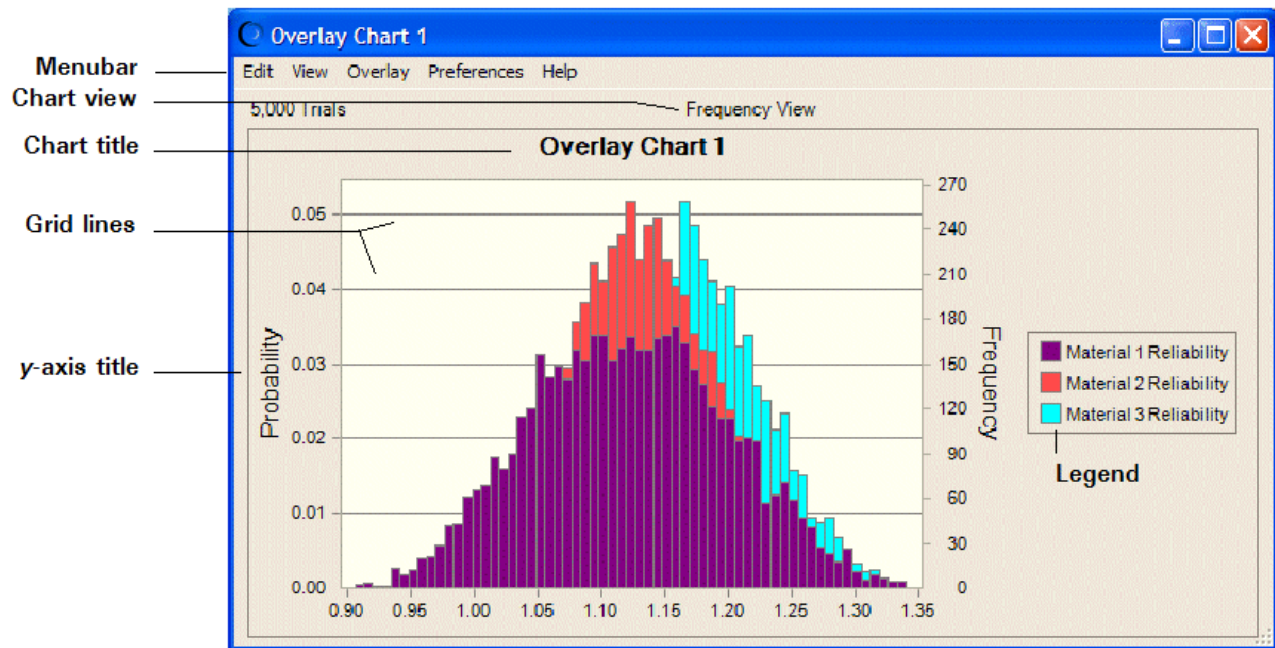 Overlay Chart 1
Menubar
Edit View Overlay Preferences Help
Chart view
5,000 Trials
Frequency View
Chart title
Overlay Chart 1
Grid lines
y-axis title
Probability
0.05
0.04
0.03
0.02
0.01
0.00
270
240
210
180
150
120
90
60
30
0
Frequency
0.90 0.95 1.00 1.05 1.10 1.15 1.20 1.25 1.30 1.35
Material 1 Reliability
Material 2 Reliability
Material 3 Reliability
Legend